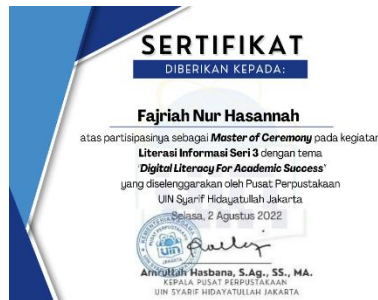 SERTIFIKAT
DIBERIKAN KEPADA:
Fajriah Nur Hasannah
atas partisipasinya sebagai Master of Ceremony pada kegiatan
Literasi Informasi Seri 3 dengan tema
'Digital Literacy For Academic Success'
yang diselenggarakan oleh Pusat Perpustakaan
UIN Syarif Hidayatullah Jakarta
Selasa, 2 Agustus 2022
uin
Amrullah Hasbana, S.Ag., SS., MA.
KEPALA PUSAT PERPUSTAKAAN
UIN SYARIF HIDAYATULLAH JAKARTA